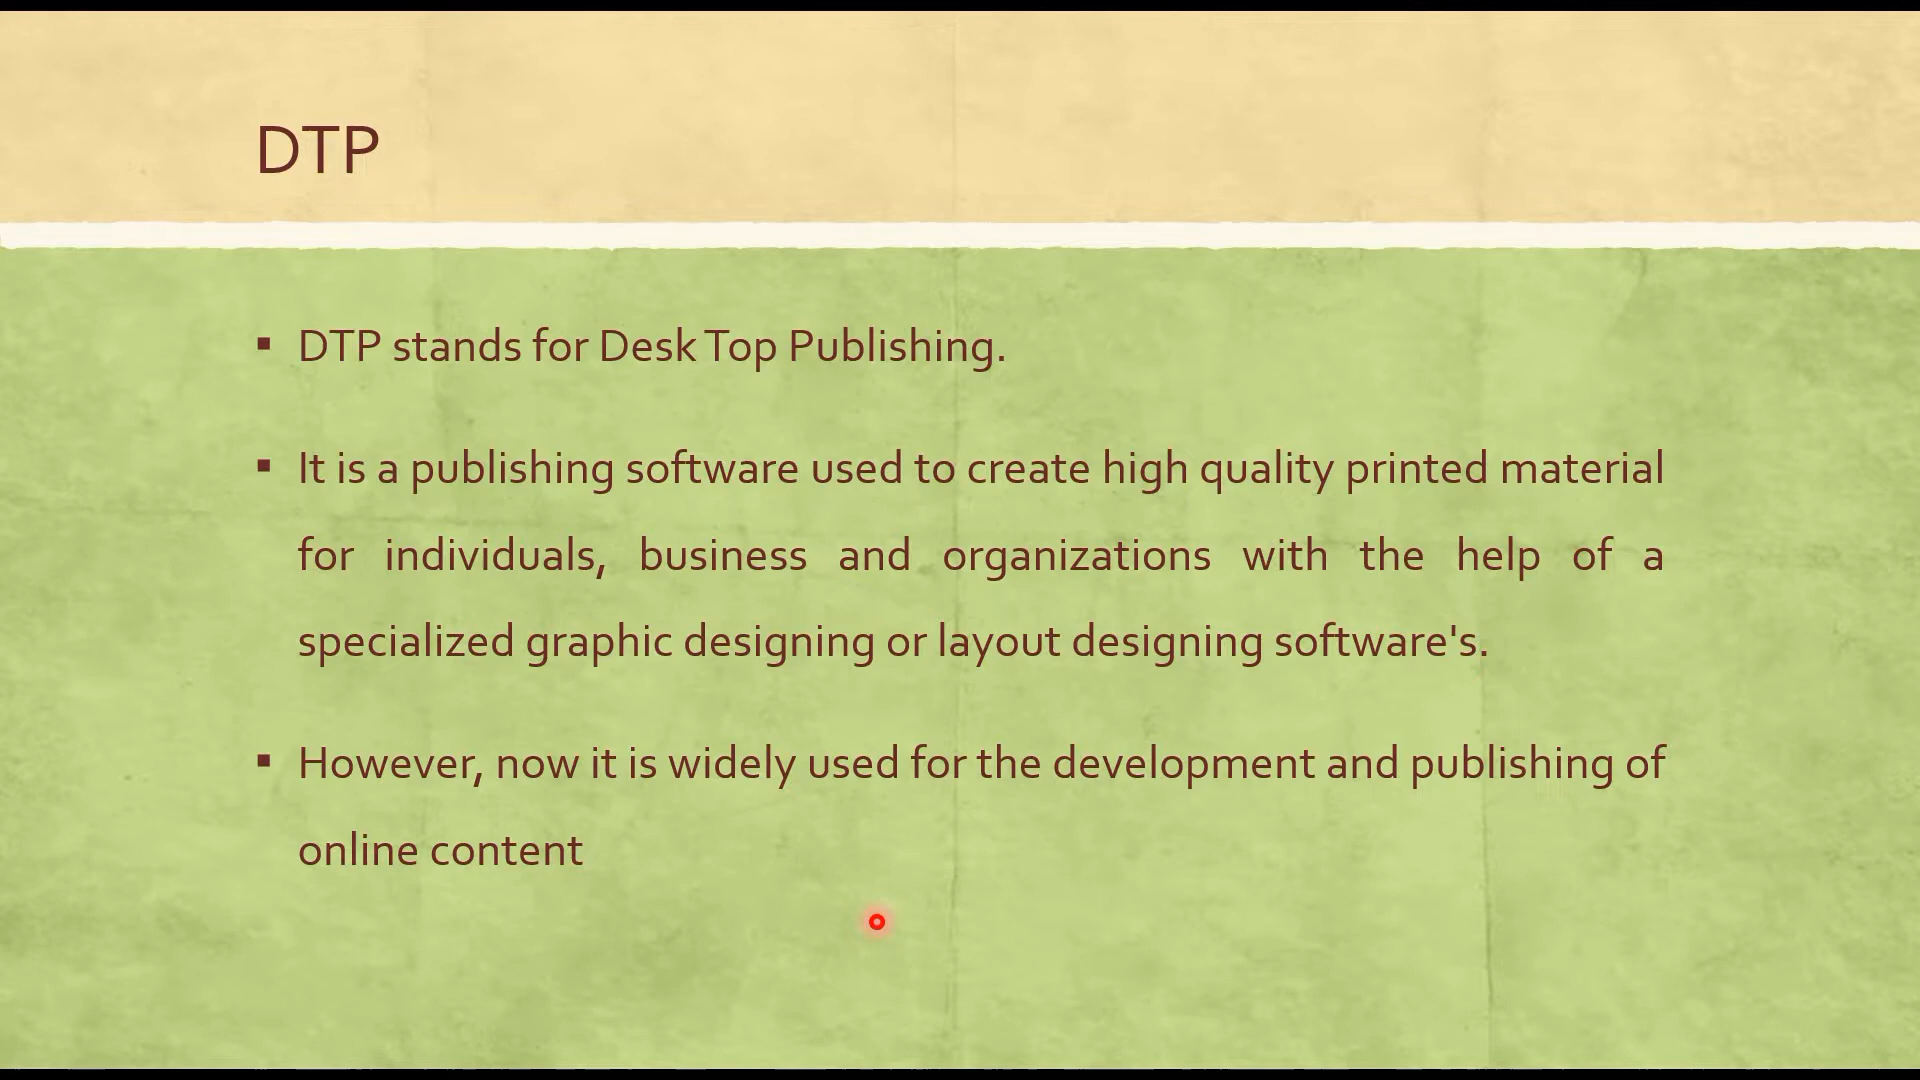 DTP
▪ DTP stands for Desk Top Publishing.
▪ It is a publishing software used to create high quality printed material
for individuals, business and organizations with the help of a
specialized graphic designing or layout designing software's.
▪ However, now it is widely used for the development and publishing of
online content